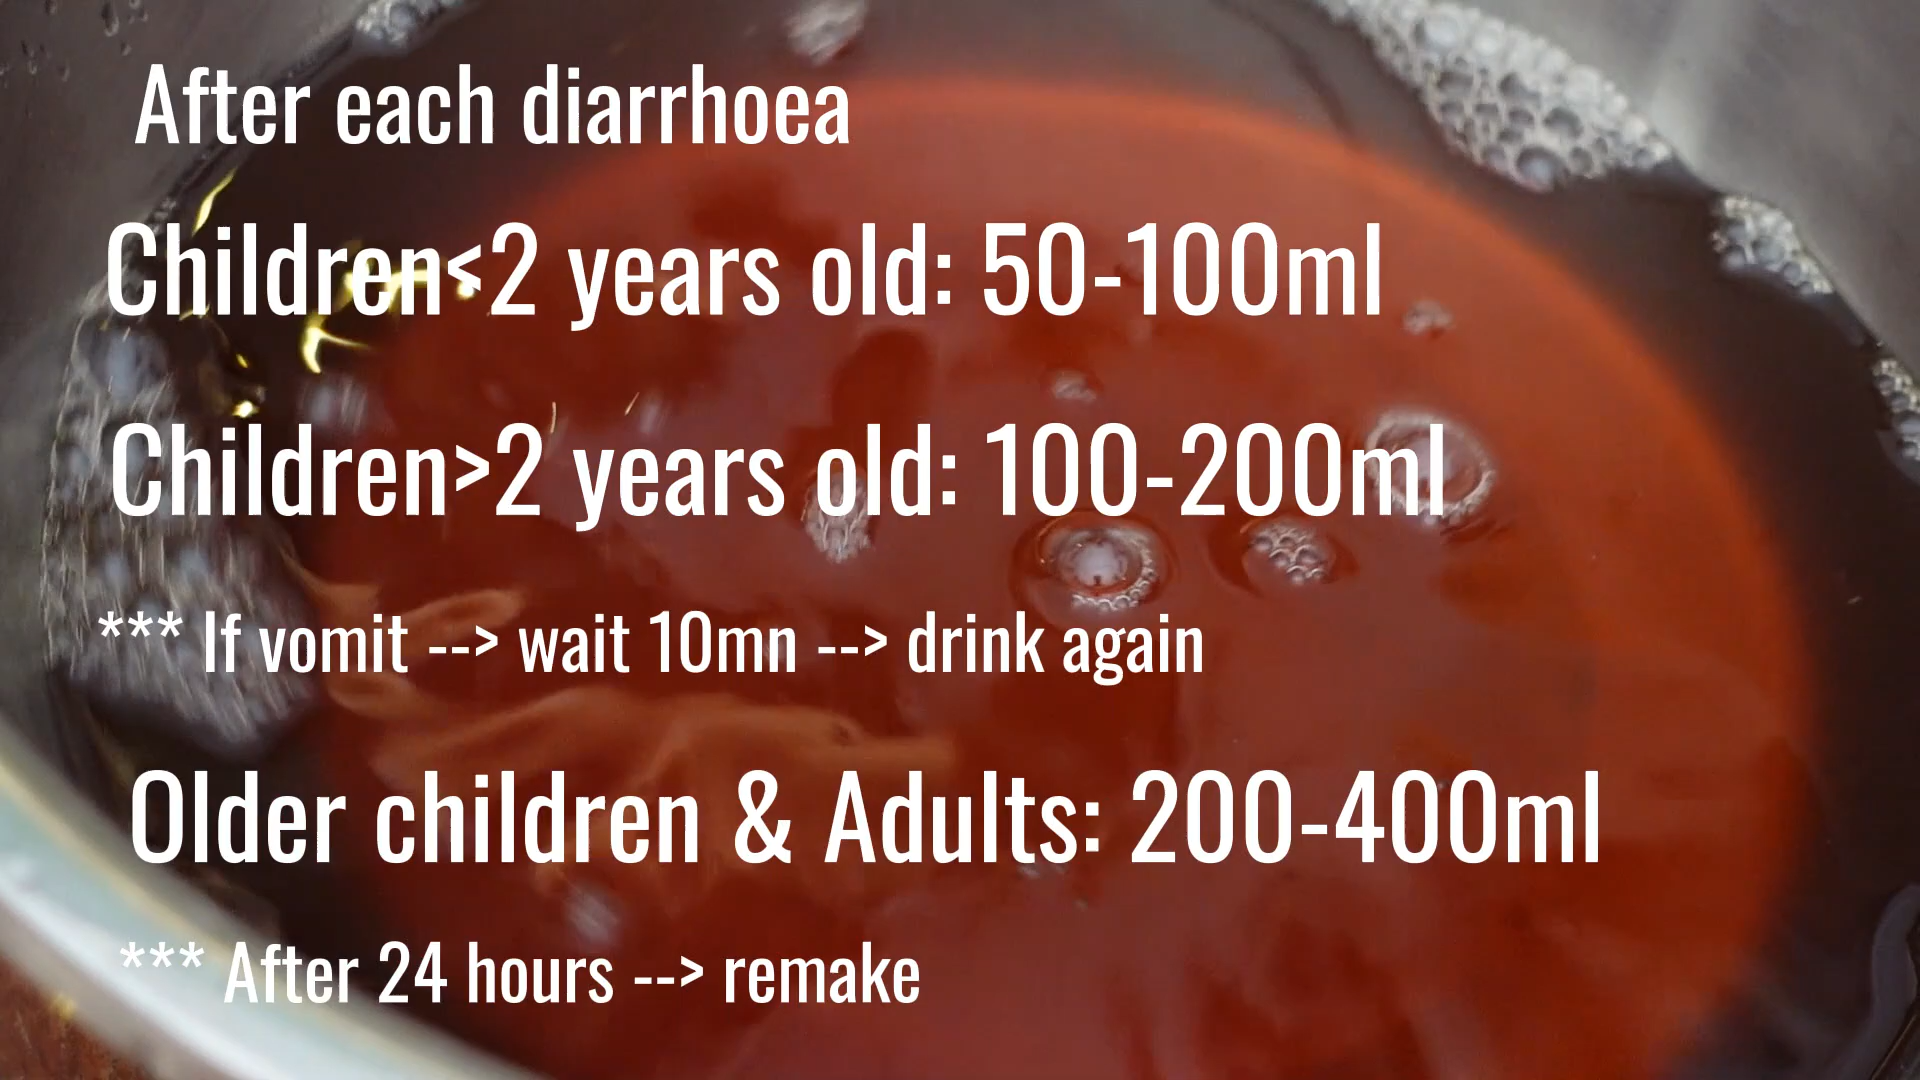 After each diarrhoea
Children<2 years old: 50-100ml
Children>2 years old: 100-200ml
*** If vomit --> wait 10mn --> drink again
Older children & Adults: 200-400ml
*** After 24 hours --> remake